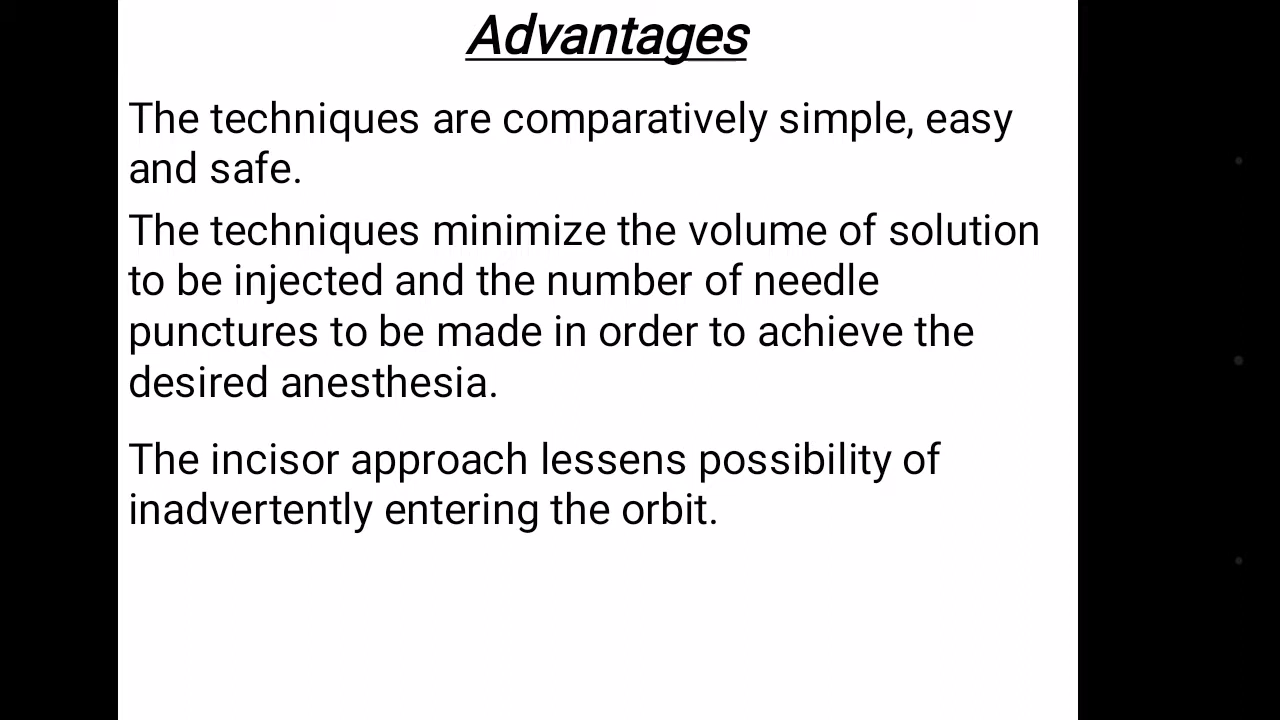 Advantages
The techniques are comparatively simple, easy
and safe.
The techniques minimize the volume of solution
to be injected and the number of needle
punctures to be made in order to achieve the
desired anesthesia.
The incisor approach lessens possibility of
inadvertently entering the orbit.